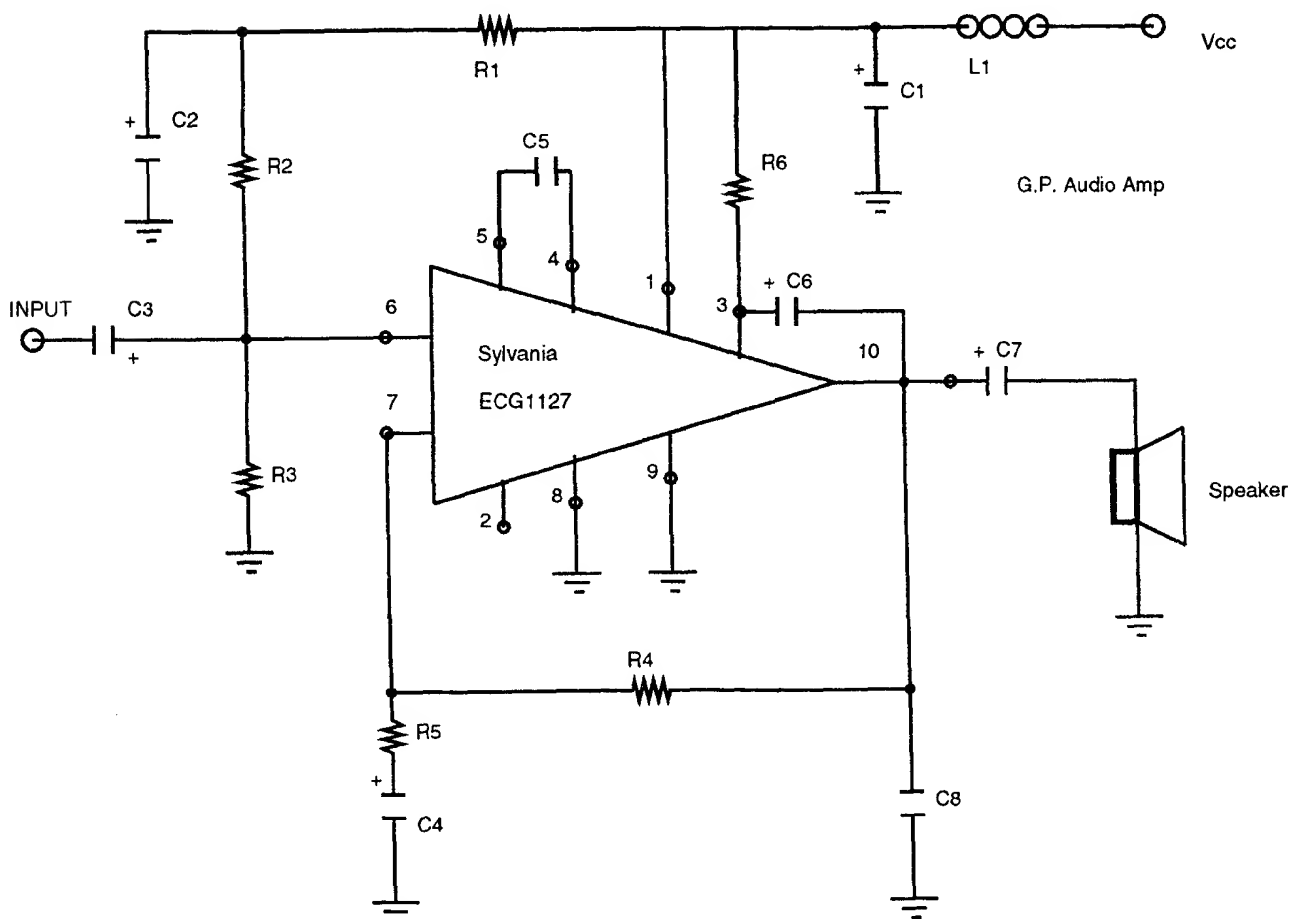 Vcc
R1
L1
+
C1
+
C2
C5
R2
R6
G.P. Audio Amp
5
4
1
+
C6
3
INPUT
C3
6
+
Sylvania
10
+
C7
ECG1127
7
R3
9
8
2
Speaker
R4
R5
+
C4
C8